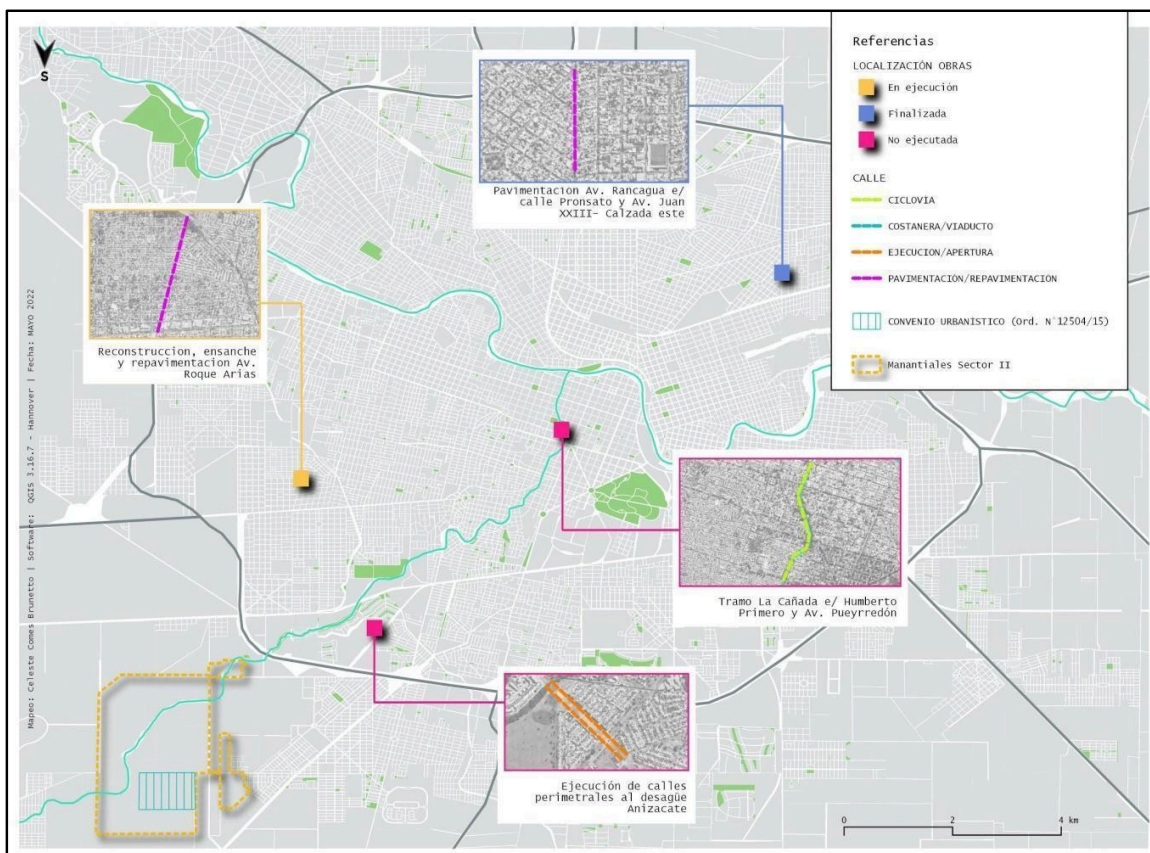 S
Pavimentacion Av. Rancagua e/
calle Pronsato y Av. Juan
XXIII- Calzada este
Reconstruccion, ensanche
y repavimentacion Av.
Roque Arias
Tramo La Cañada e/ Humberto
Primero y Av. Pueyrredón
Ejecución de calles
perimetrales al desagüe
Anizacate
Referencias
LOCALIZACIÓN OBRAS
En ejecución
Finalizada
No ejecutada
CALLE
CICLOVÍA
COSTANERA/VIADUCTO
EJECUCION/APERTURA
PAVIMENTACIÓN/REPAVIMENTACIÓN
CONVENIO URBANÍSTICO (Ord. N°12504/15)
Manantiales Sector II
Mapeo: Celeste Comes Brunetto | Software: QGIS 3.16.7 - Hannover | Fecha: MAYO 2022
0 2 4 km